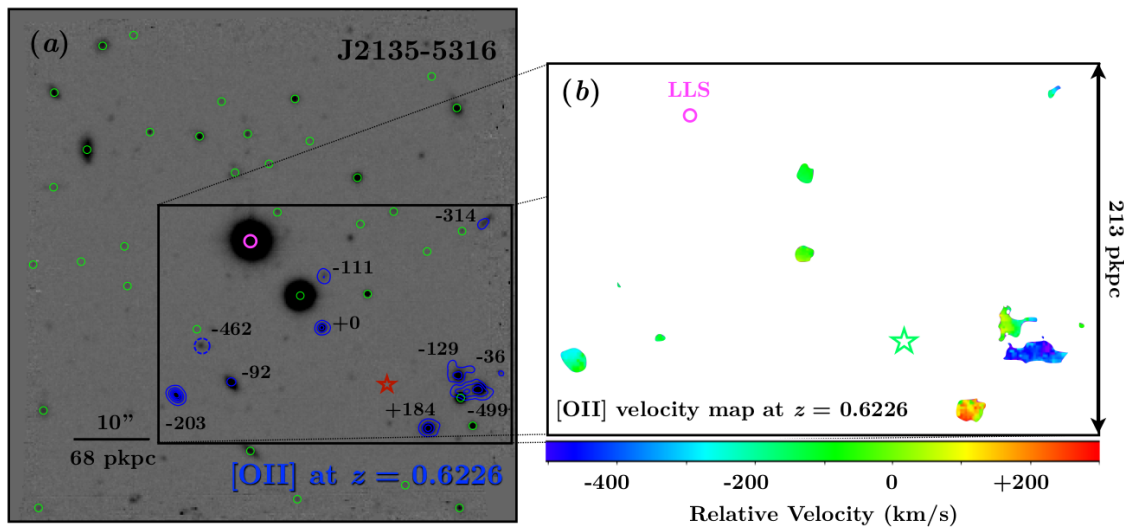 (a)
J2135-5316
-314
-111
+0
-462
-129
-36
-92
-203
+184
-499
10”
68 pkpc
[OII] at z = 0.6226
(b)
LLS
213 pkpc
[OII] velocity map at z = 0.6226
-400
-200
0
+200
Relative Velocity (km/s)